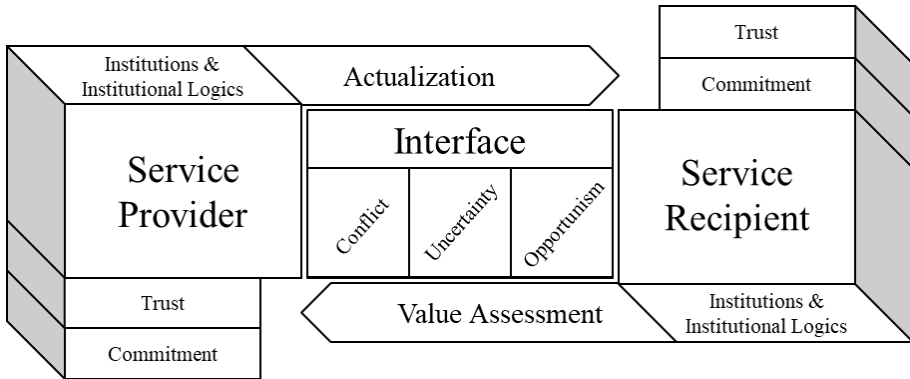 Trust
Commitment
Institutions &
Institutional Logics
Actualization
Interface
Service
Provider
Conflict
Uncertainty
Opportunism
Service
Recipient
Trust
Commitment
Value Assessment
Institutions &
Institutional Logics